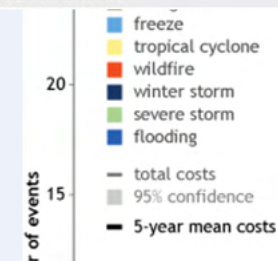 freeze
tropical cyclone
wildfire
20
winter storm
severe storm
flooding
total costs
15
95% confidence
5-year mean costs
of events